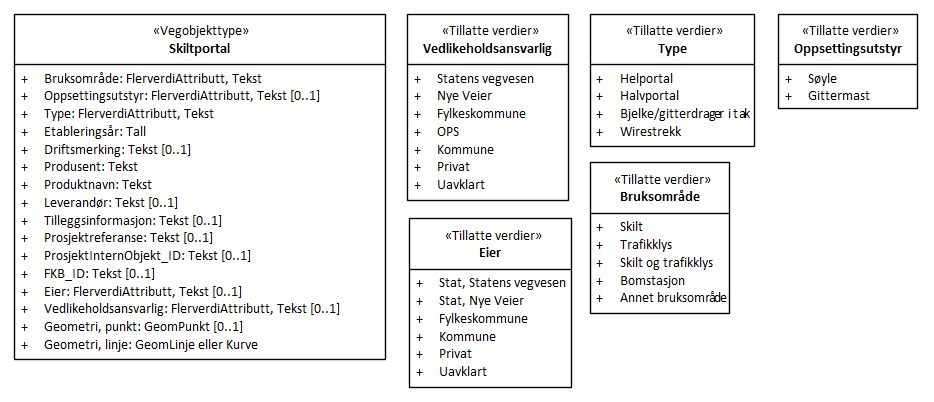 «Vegobjekttype»
Skiltportal
+ Bruksområde: FlerverdiAttributt, Tekst
+ Oppsettingsutstyr: FlerverdiAttributt, Tekst [0..1]
+ Type: FlerverdiAttributt, Tekst
+ Etableringsår: Tall
+ Driftsmerking: Tekst [0..1]
+ Produsent: Tekst
+ Produktnavn: Tekst
+ Leverandør: Tekst [0..1]
+ Tilleggsinformasjon: Tekst [0..1]
+ Prosjektreferanse: Tekst [0..1]
+ ProsjektInternObjekt_ID: Tekst [0..1]
+ FKB_ID: Tekst [0..1]
+ Eier: FlerverdiAttributt, Tekst [0..1]
+ Vedlikeholdsansvarlig: FlerverdiAttributt, Tekst [0..1]
+ Geometri, punkt: GeomPunkt [0..1]
+ Geometri, linje: GeomLinje eller Kurve
«Tillatte verdier»
Vedlikeholdsansvarlig
+ Statens vegvesen
+ Nye Veier
+ Fylkeskommune
+ OPS
+ Kommune
+ Privat
+ Uavklart
«Tillatte verdier»
Eier
+ Stat, Statens vegvesen
+ Stat, Nye Veier
+ Fylkeskommune
+ Kommune
+ Privat
+ Uavklart
«Tillatte verdier»
Type
+ Helportal
+ Halvportal
+ Bjelke/gitterdrager i tak
+ Wirestrekk
«Tillatte verdier»
Bruksområde
+ Skilt
+ Trafikklys
+ Skilt og trafikklys
+ Bomstasjon
+ Annet bruksområde
«Tillatte verdier»
Oppsettingsutstyr
+ Søyle
+ Gittermast